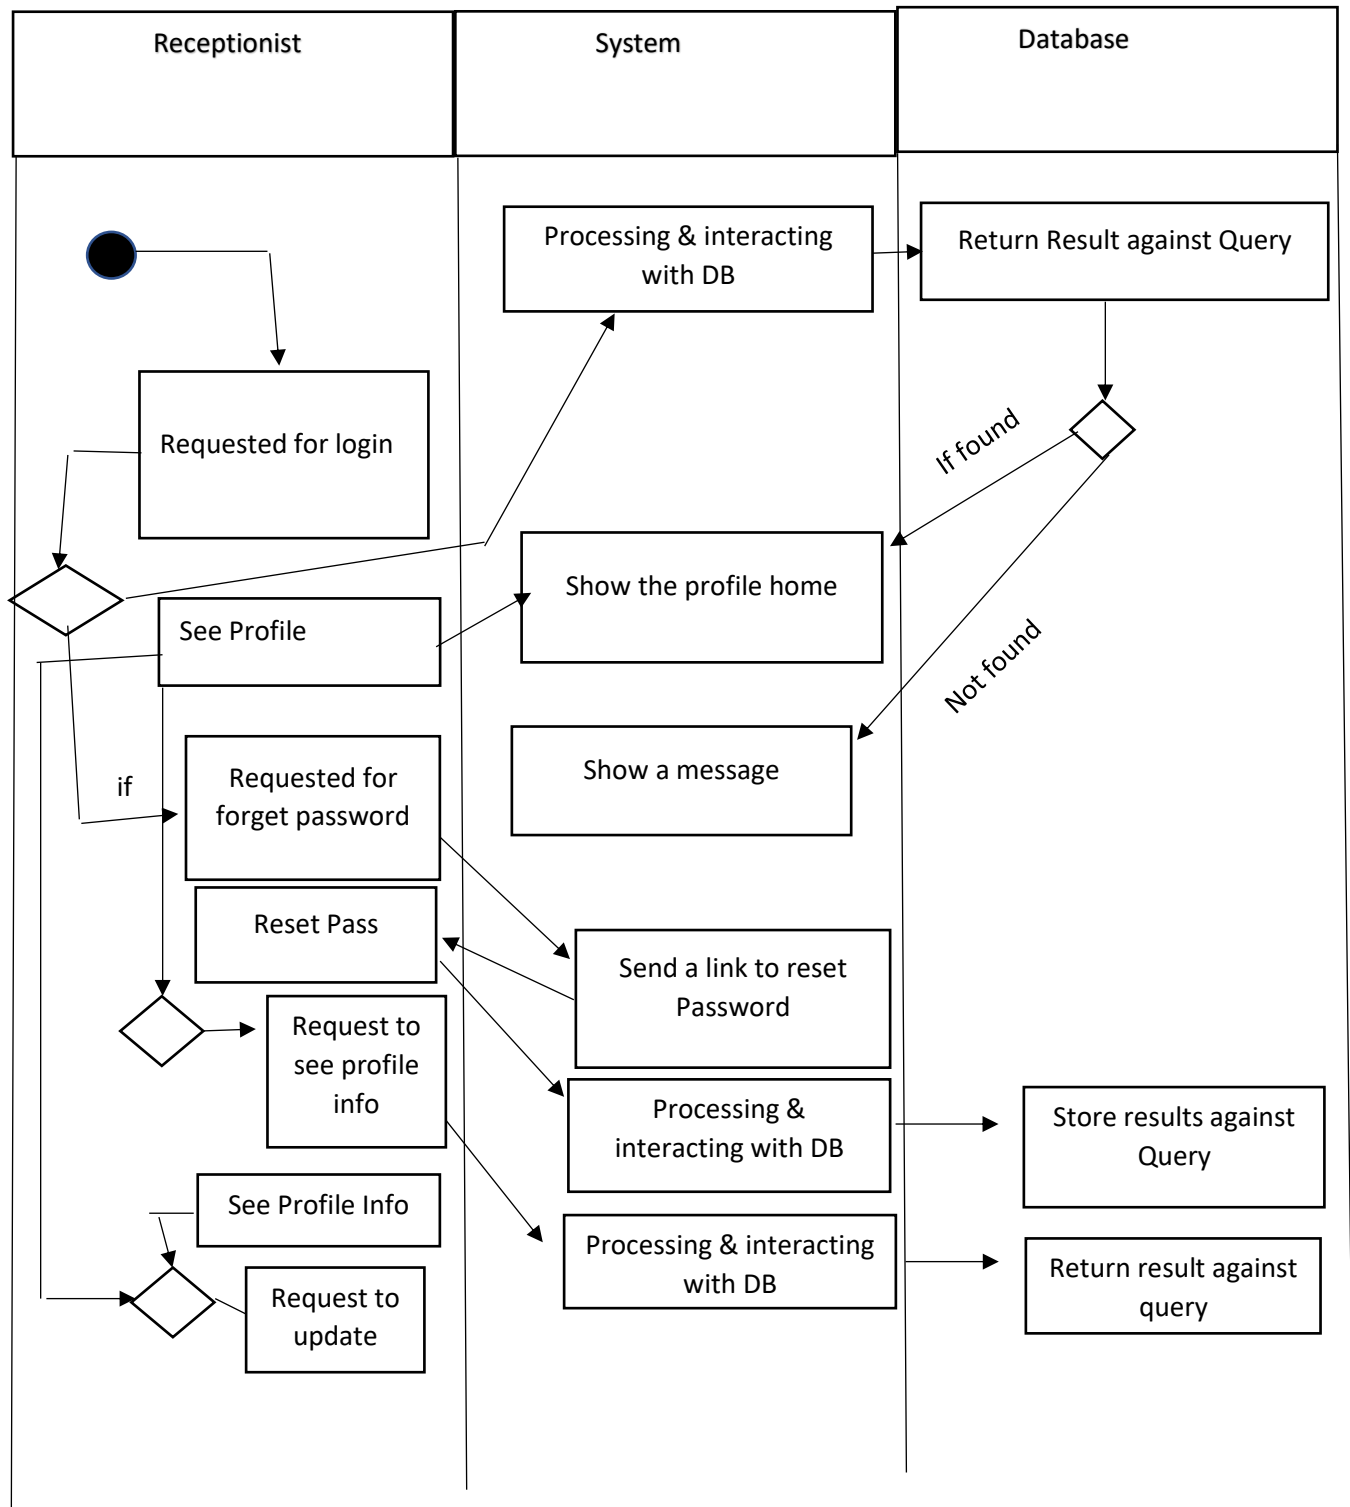 Receptionist
System
Database
Processing & interacting
with DB
Return Result against Query
Requested for login
If found
Show the profile home
See Profile
Not found
Show a message
if
Requested for
forget password
Reset Pass
Send a link to reset
Password
Request to
see profile
info
Processing &
interacting with DB
Store results against
Query
See Profile Info
Processing & interacting
with DB
Return result against
query
Request to
update